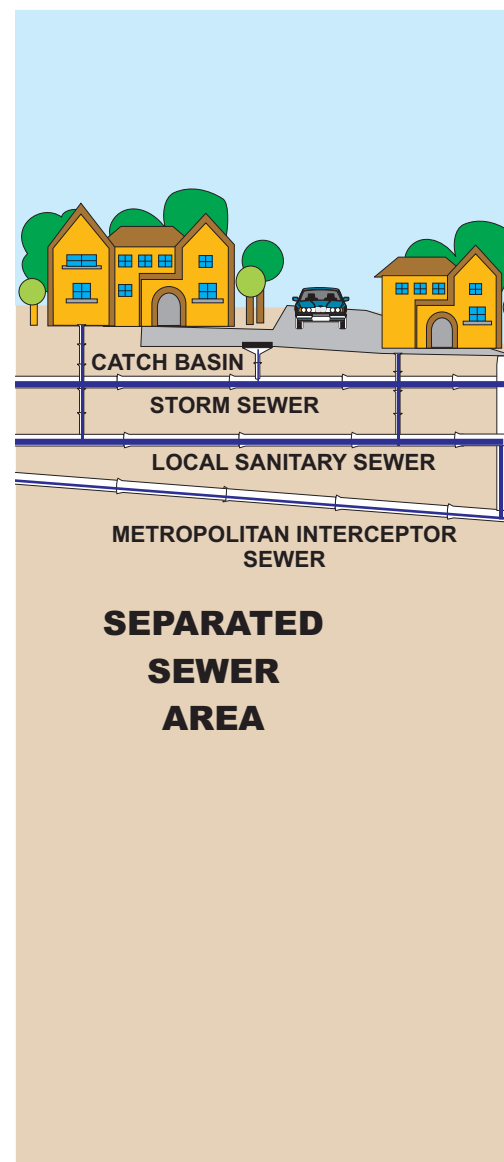 CATCH BASIN
STORM SEWER
LOCAL SANITARY SEWER
METROPOLITAN INTERCEPTOR
SEWER
SEPARATED
SEWER
AREA